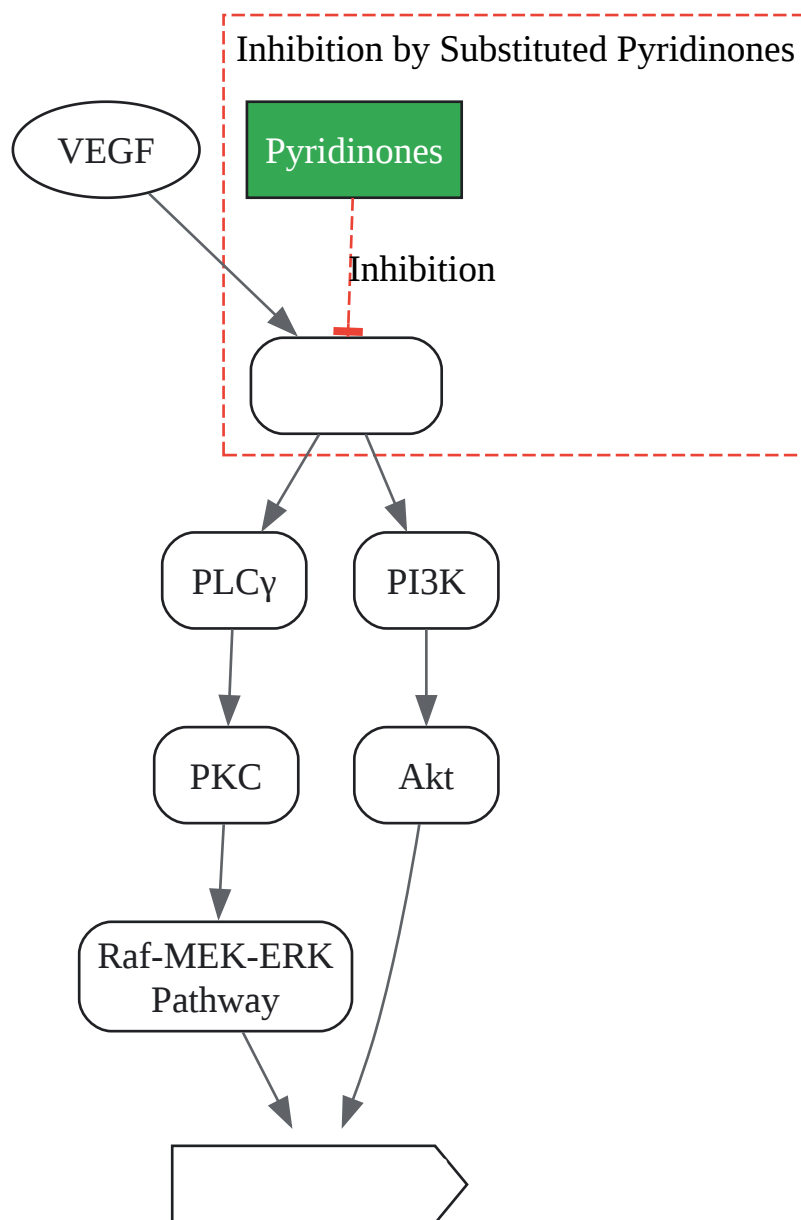 Inhibition by Substituted Pyridinones
VEGF
Pyridinones
Inhibition
PLCγ
PI3K
PKC
Akt
Raf-MEK-ERK
Pathway